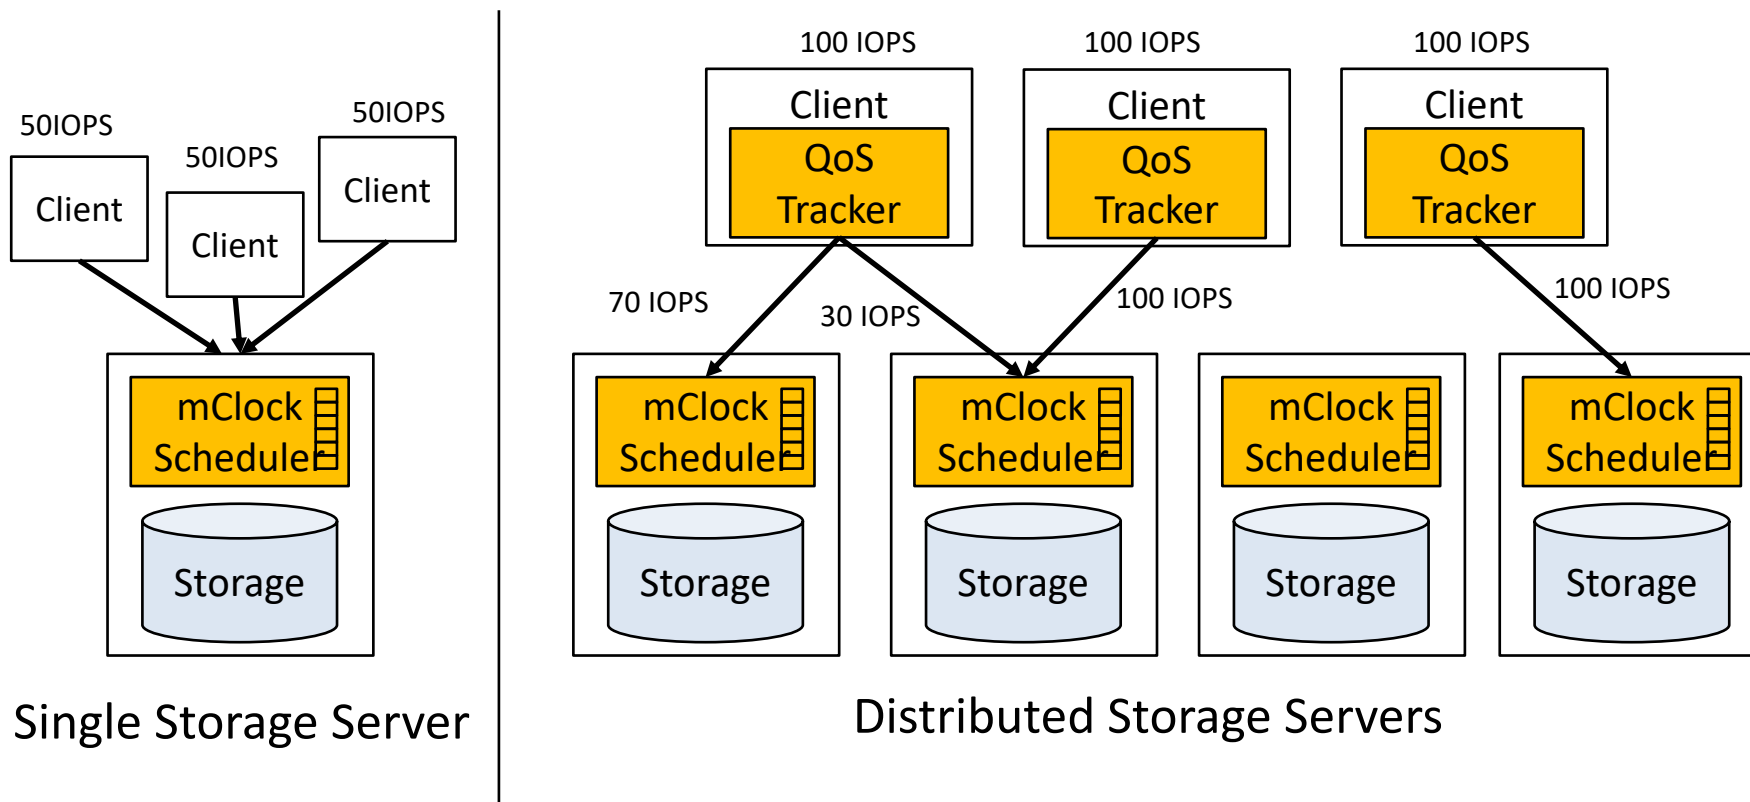 50IOPS
Client
50IOPS
Client
50IOPS
Client
mClock
Scheduler
Storage
Single Storage Server
100 IOPS
Client
QoS
Tracker
100 IOPS
Client
QoS
Tracker
100 IOPS
Client
QoS
Tracker
70 IOPS
30 IOPS
100 IOPS
100 IOPS
mClock
Scheduler
Storage
mClock
Scheduler
Storage
mClock
Scheduler
Storage
mClock
Scheduler
Storage
Distributed Storage Servers